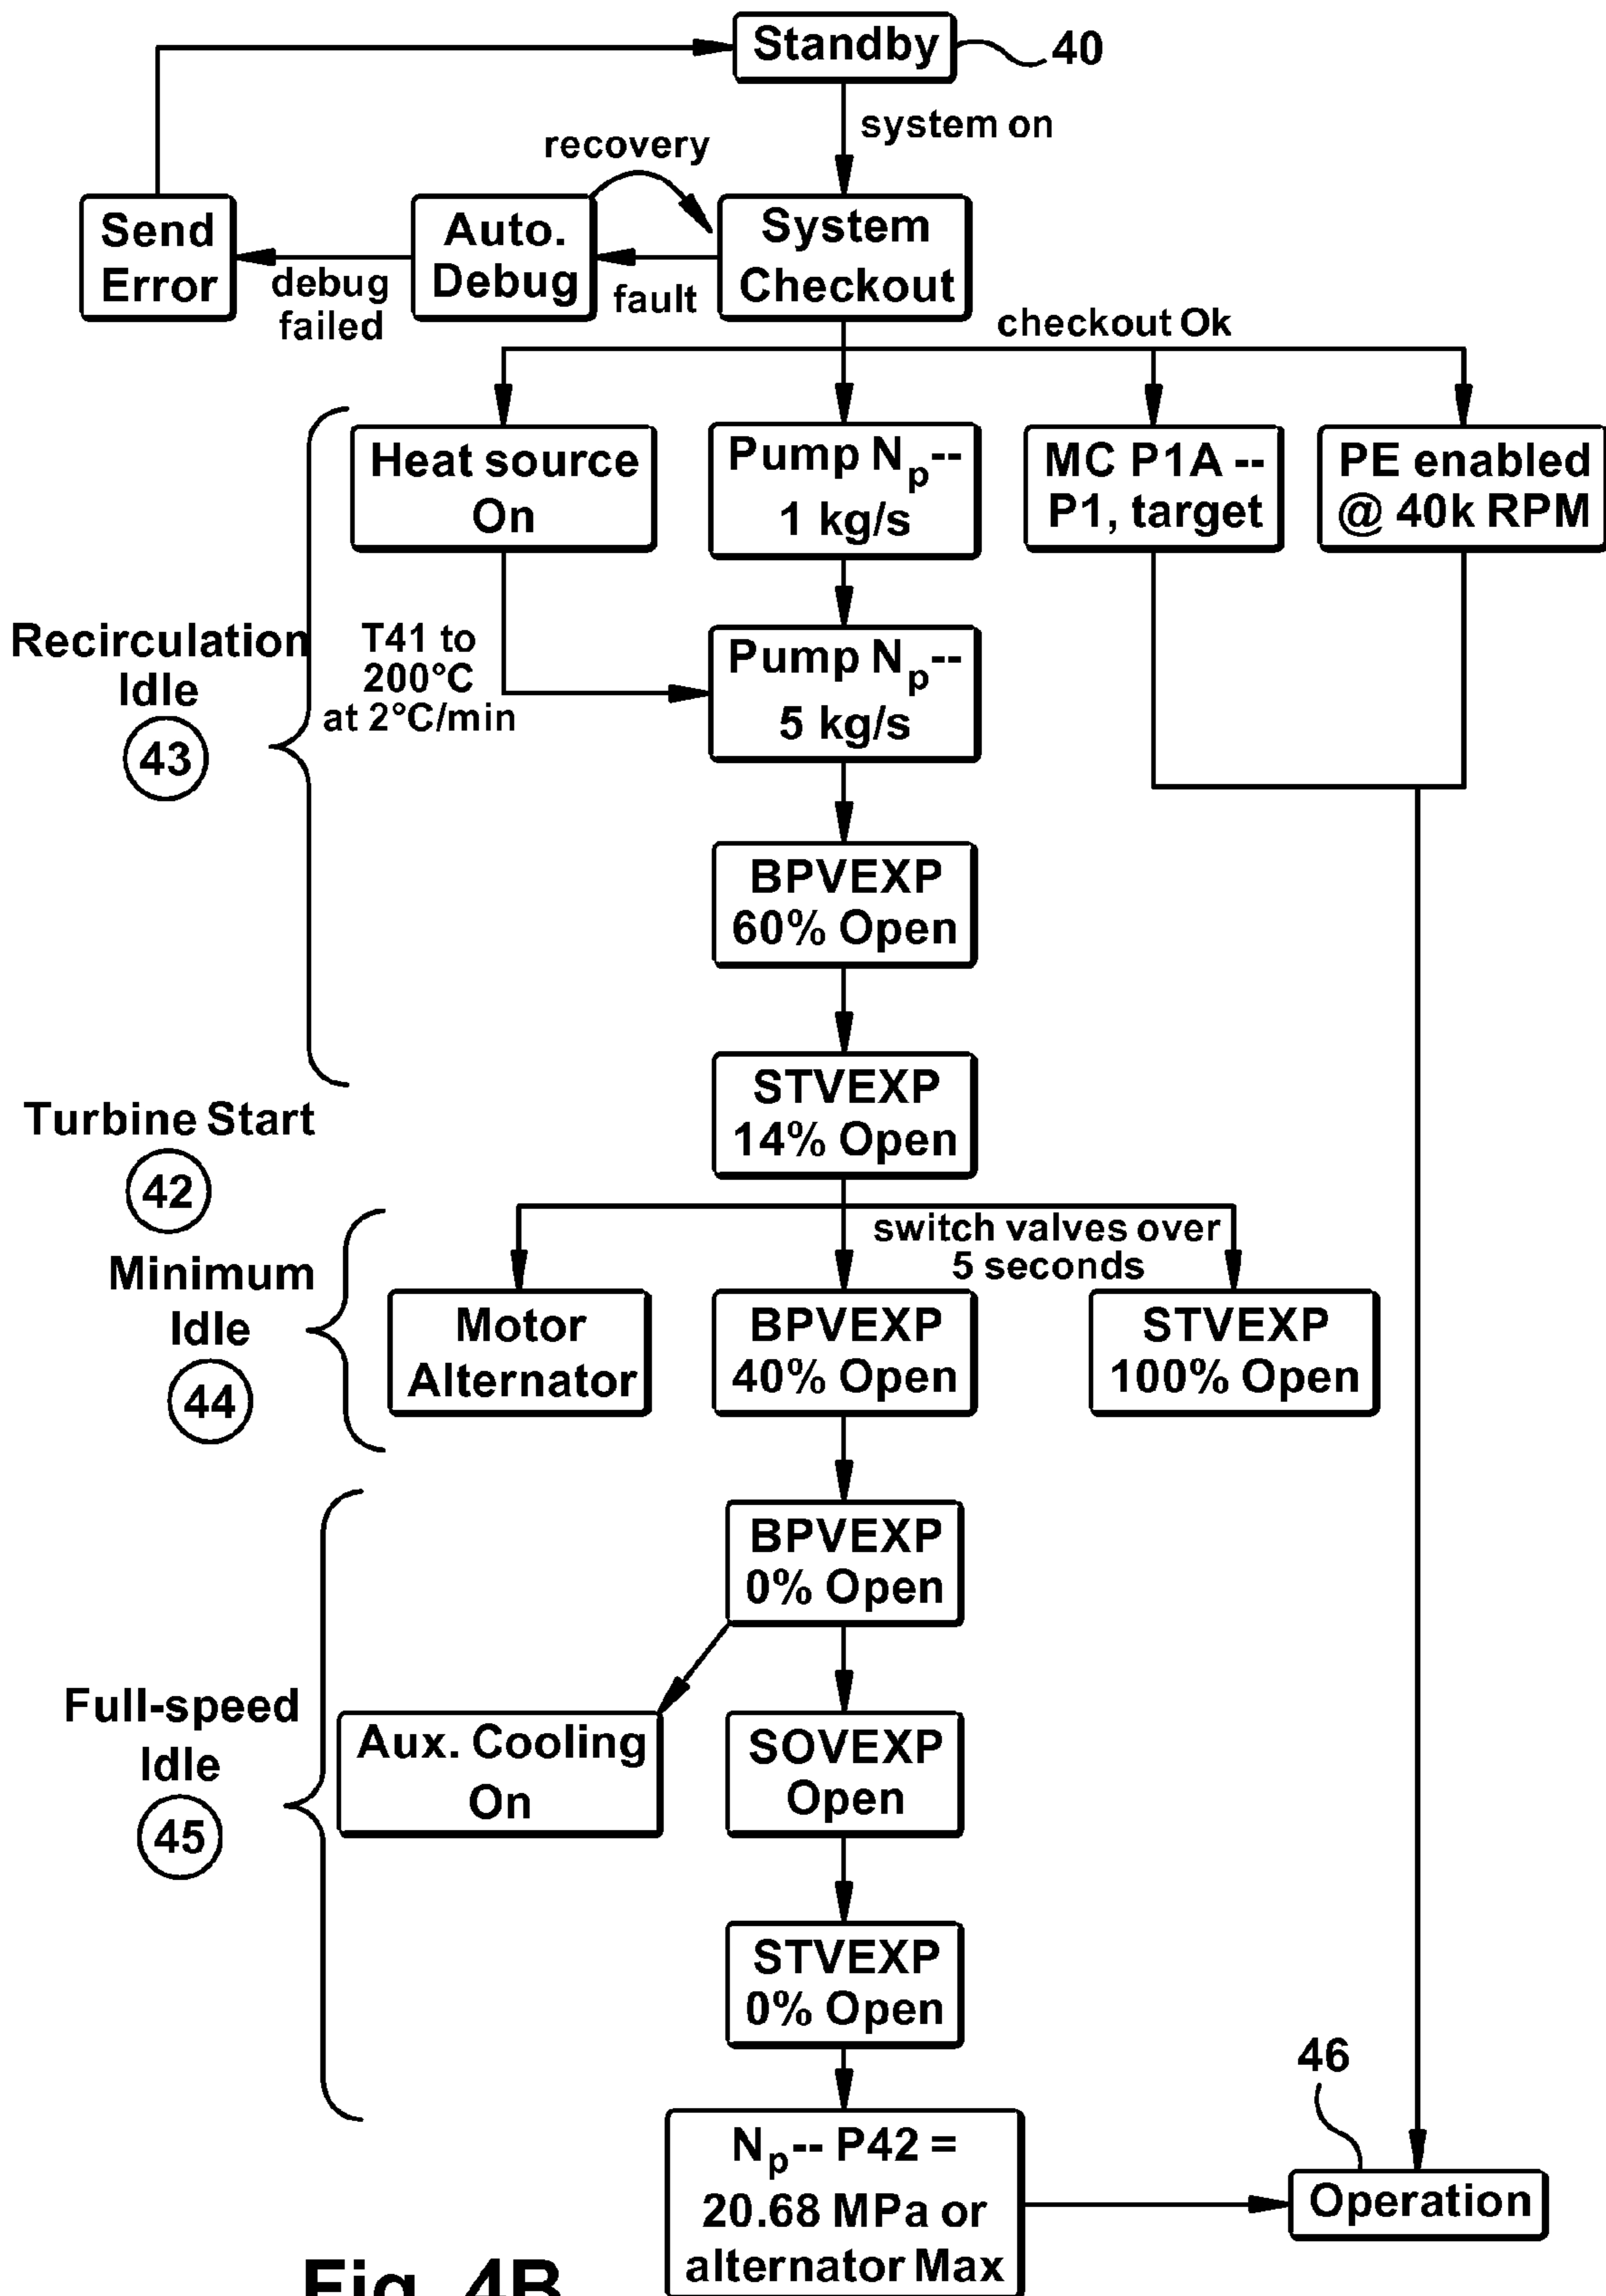 Standby
40
system on
recovery
Send
Error
Auto.
Debug
System
Checkout
debug
failed
fault
checkout Ok
Heat source
On
Pump Np--
1 kg/s
MC P1A --
P1, target
PE enabled
@ 40k RPM
Recirculation
Idle
43
T41 to
200°C
at 2°C/min
Pump Np--
5 kg/s
BPVEXP
60% Open
STVEXP
14% Open
Turbine Start
42
switch valves over
5 seconds
Minimum
Idle
44
Motor
Alternator
BPVEXP
40% Open
STVEXP
100% Open
BPVEXP
0% Open
Full-speed
Idle
45
Aux. Cooling
On
SOVEXP
Open
STVEXP
0% Open
46
Np-- P42 =
20.68 MPa or
alternator Max
Operation
Fig. 4B